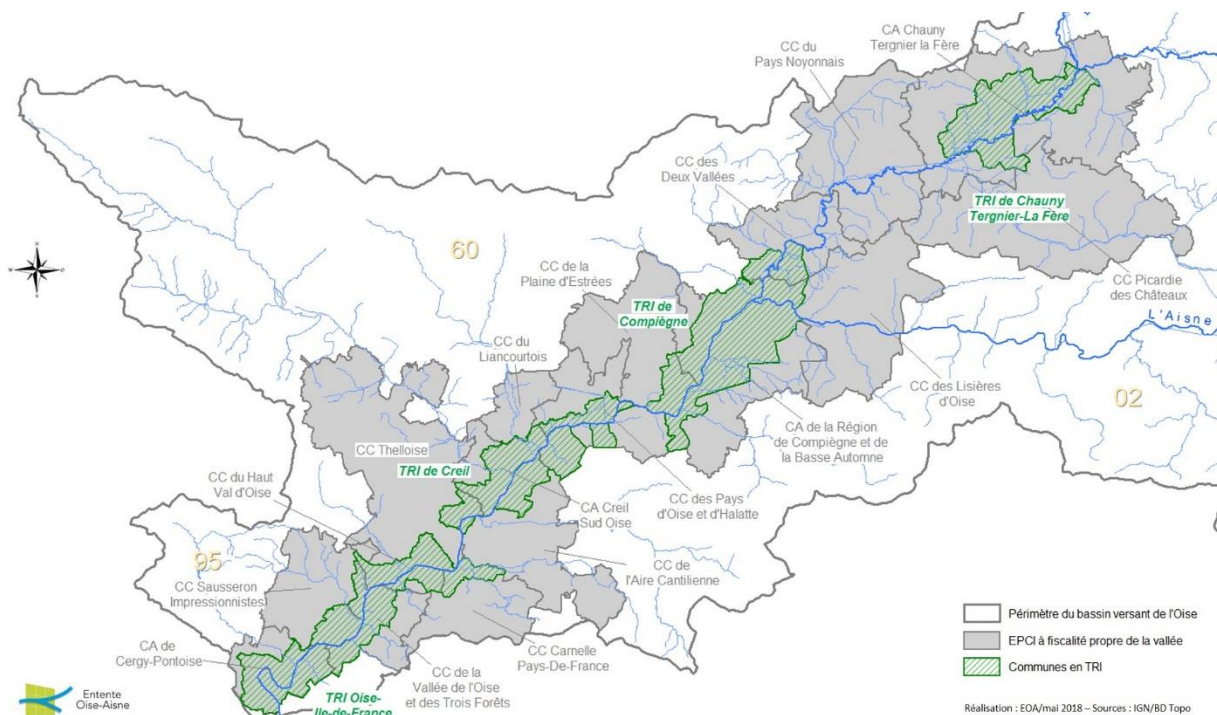 CA Chauny
Tergnier la Fère
CC du
Pays Noyonnais
CC des
Deux Vallées
TRI de Chauny
Tergnier-La Fère
60
CC de la
Plaine d'Estrées
TRI de
Compiègne
CC Picardie
des Châteaux
L'Aisne
CC du
Liancourtois
CC des Lisières
d'Oise
02
CA de la Région
de Compiègne et de
la Basse Automne
CC Thelloise
TRI de Creil
CC du Haut
Val d'Oise
CC des Pays
d'Oise et d'Halatte
CA Creil
Sud Oise
95
CC de
l'Aire Cantilienne
CC Sausseron
Impressionnistes
CA de
Cergy-Pontoise
CC Carnelle
Pays-De-France
CC de la
Vallée de l'Oise
et des Trois Forêts
TRI Oise-
Ile-de-France
Périmètre du bassin versant de l'Oise
EPCI à fiscalité propre de la vallée
Communes en TRI
Entente
Oise-Aisne
Réalisation : EOA/mai 2018 – Sources : IGN/BD Topo